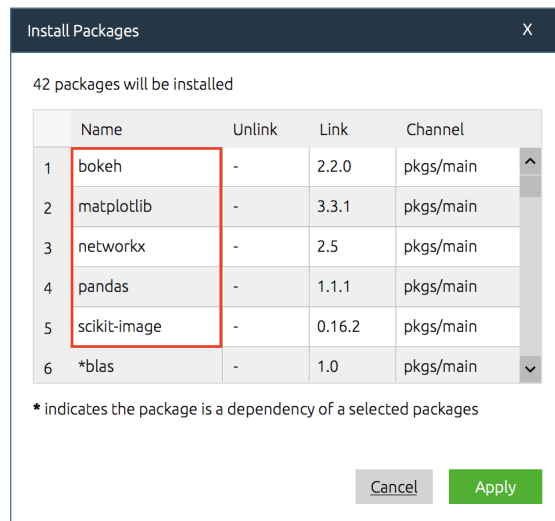 Install Packages X
42 packages will be installed
Name Unlink Link Channel
1 bokeh - 2.2.0 pkgs/main
2 matplotlib - 3.3.1 pkgs/main
3 networkx - 2.5 pkgs/main
4 pandas - 1.1.1 pkgs/main
5 scikit-image - 0.16.2 pkgs/main
6 *blas - 1.0 pkgs/main
* indicates the package is a dependency of a selected packages
Cancel Apply